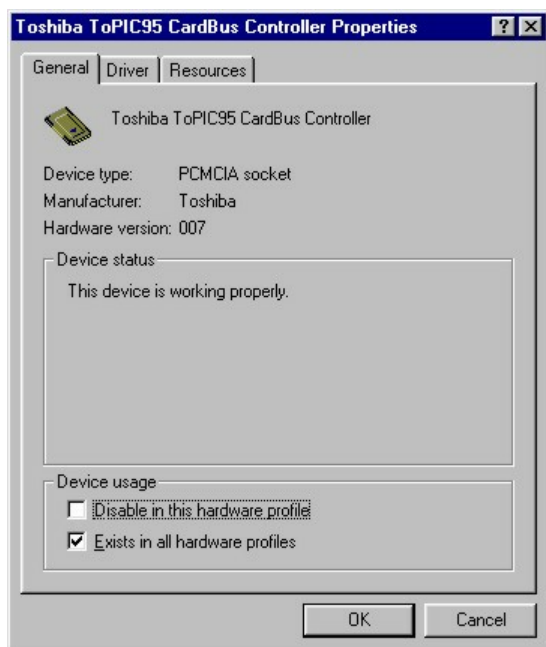 Toshiba ToPIC95 CardBus Controller Properties
General Driver Resources
Toshiba ToPIC95 CardBus Controller
Device type: PCMCIA socket
Manufacturer: Toshiba
Hardware version: 007
Device status
This device is working properly.
Device usage
Disable in this hardware profile
Exists in all hardware profiles
OK Cancel